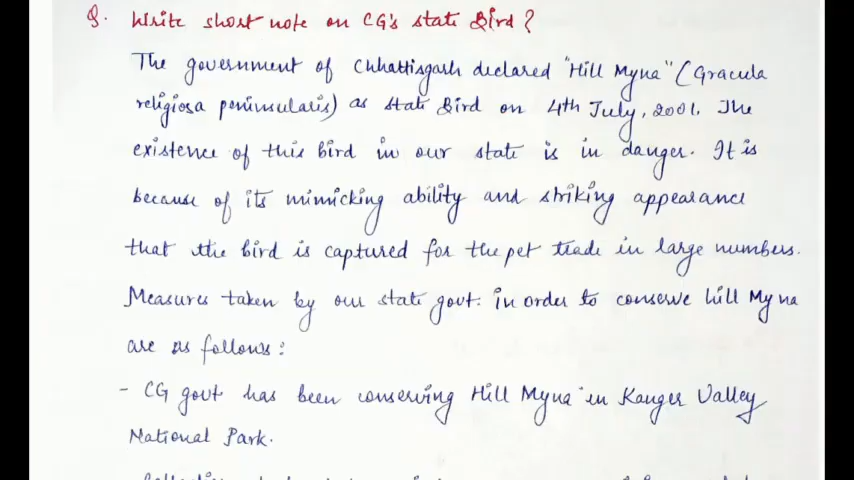 Q. Write short note on CG's state Bird?
The government of Chhattisgarh declared "Hill Myna" (Gracula
religiosa peninsularis) as state Bird on 4th July, 2001. The
existence of this bird in our state is in danger. It is
because of its mimicking ability and striking appearance
that the bird is captured for the pet trade in large numbers.
Measures taken by our state govt. in order to conserve hill Myna
are as follows:
- CG govt has been conserving Hill Myna in Kanger Valley
National Park.